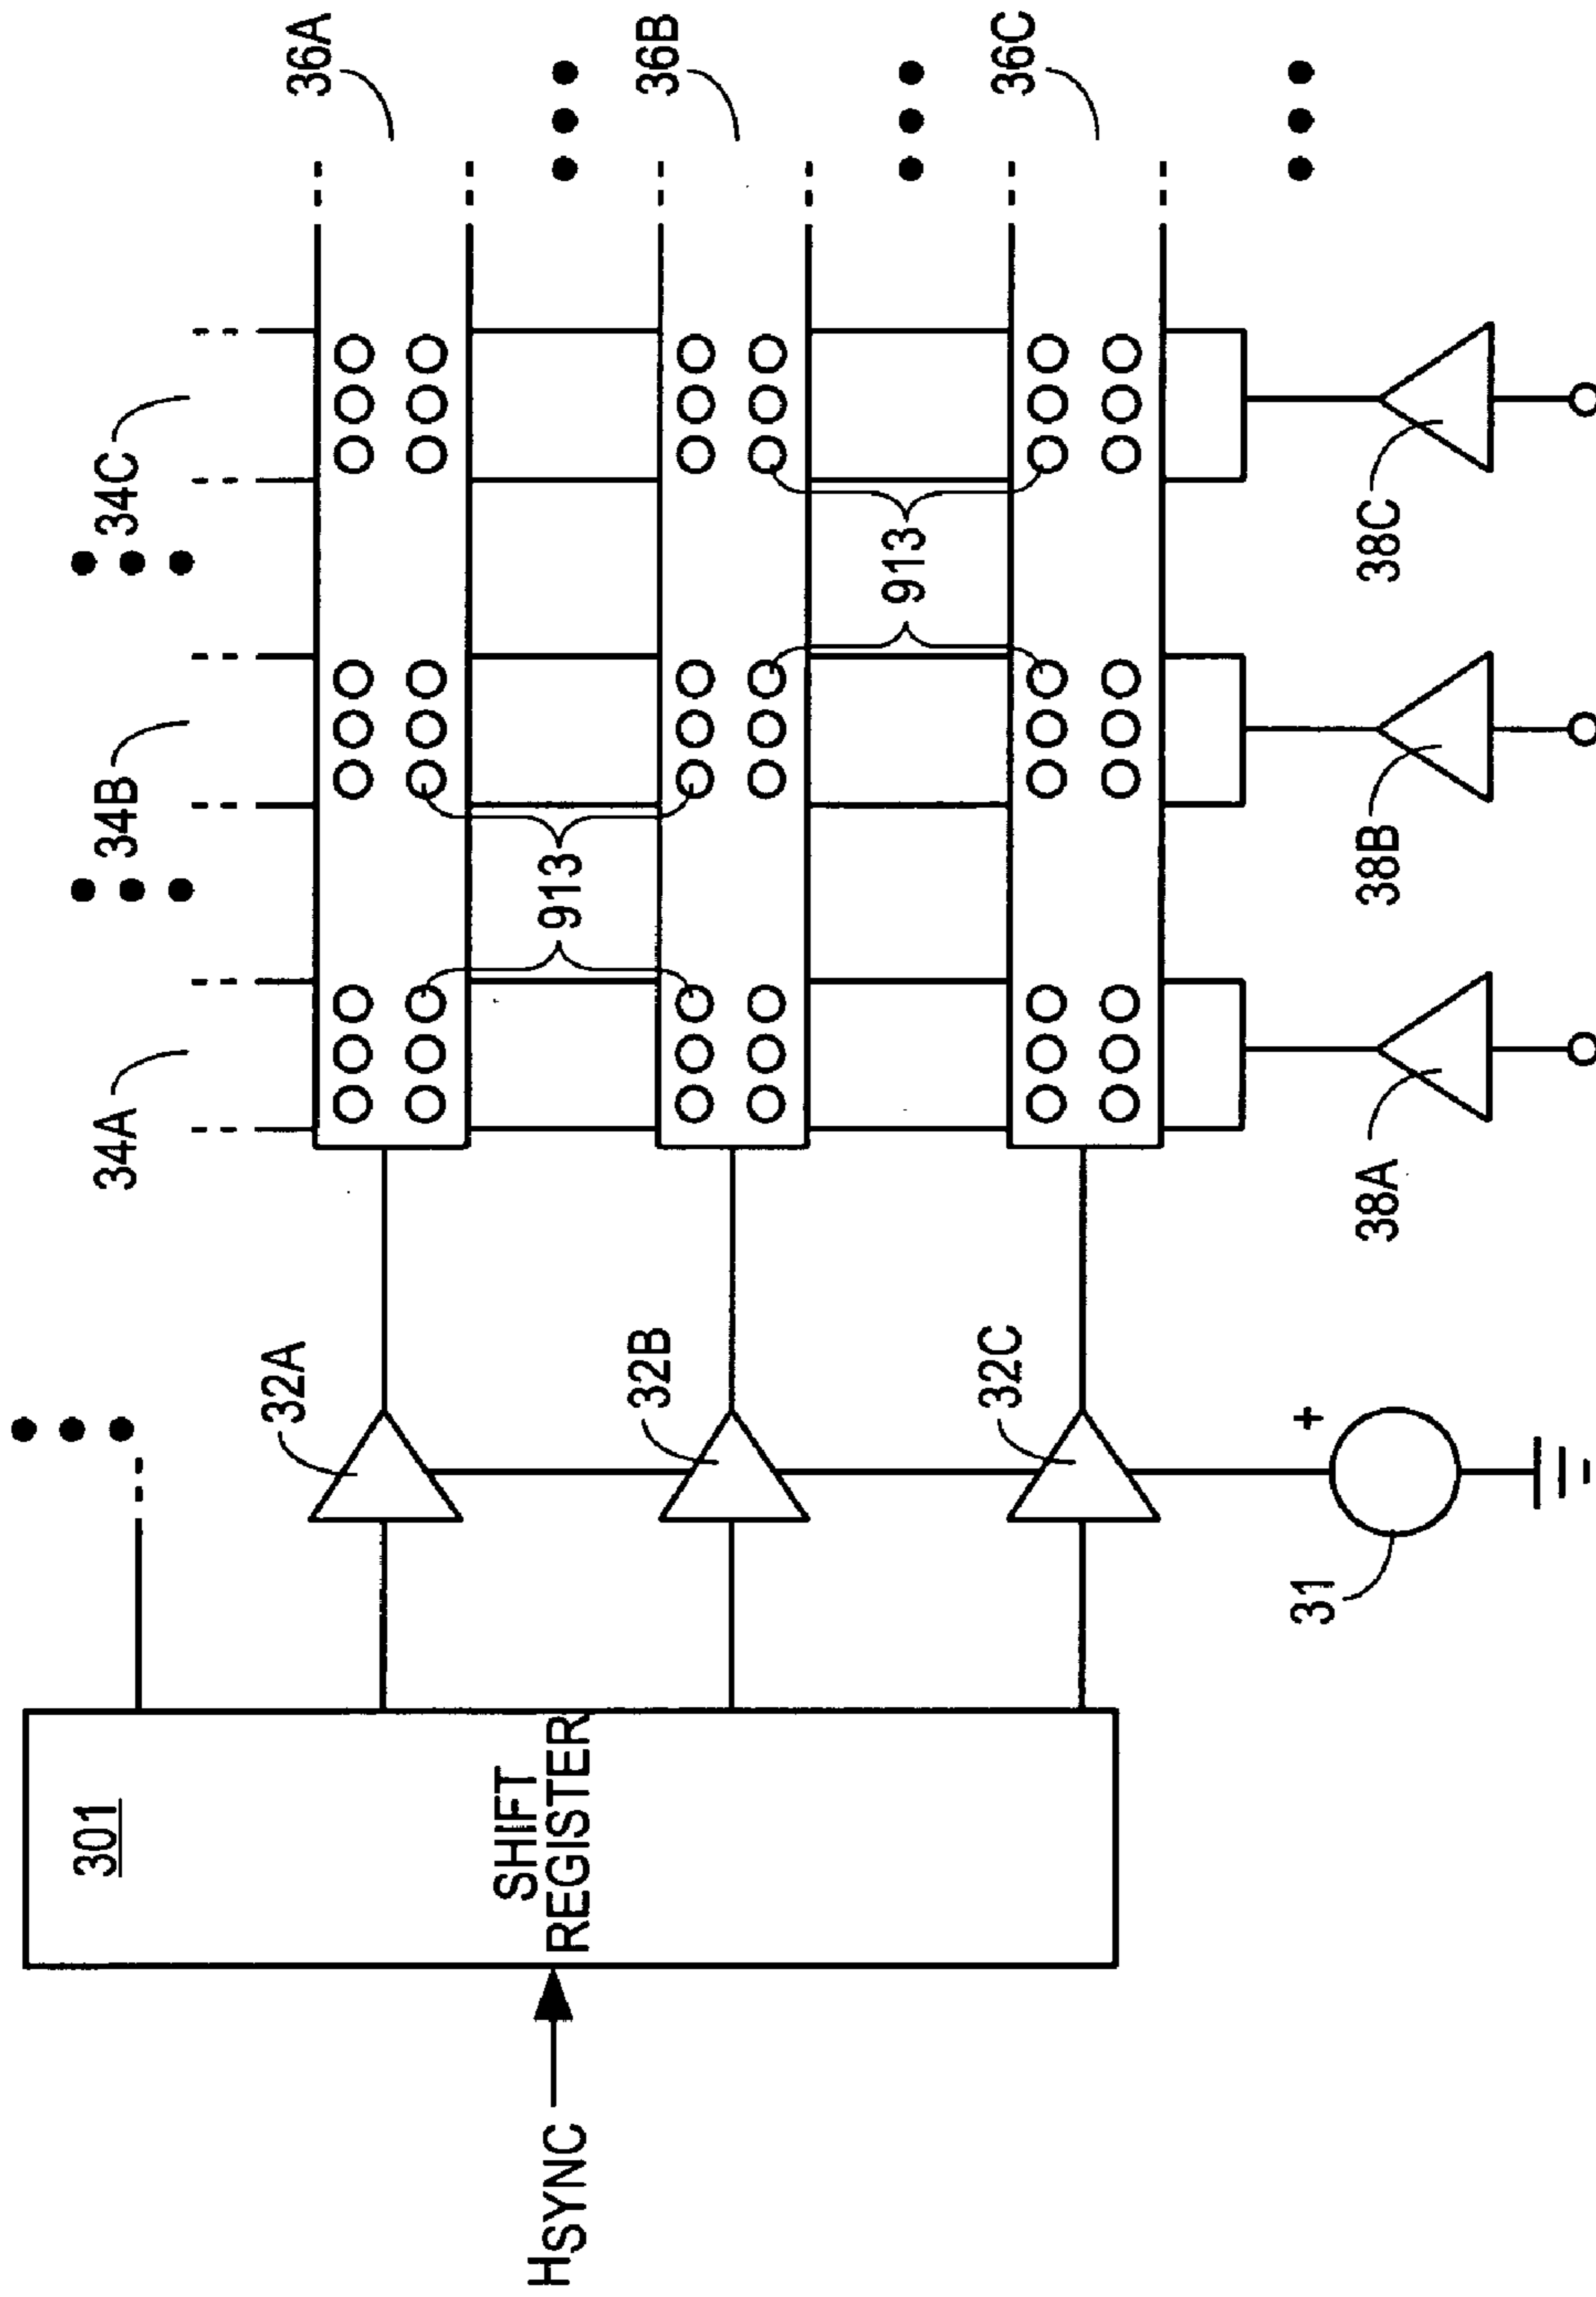 301
SHIFT
REGISTER
HSYNC
32A
32B
32C
31
+
34A
34B
34C
36A
36B
36C
913
913
38A
38B
38C